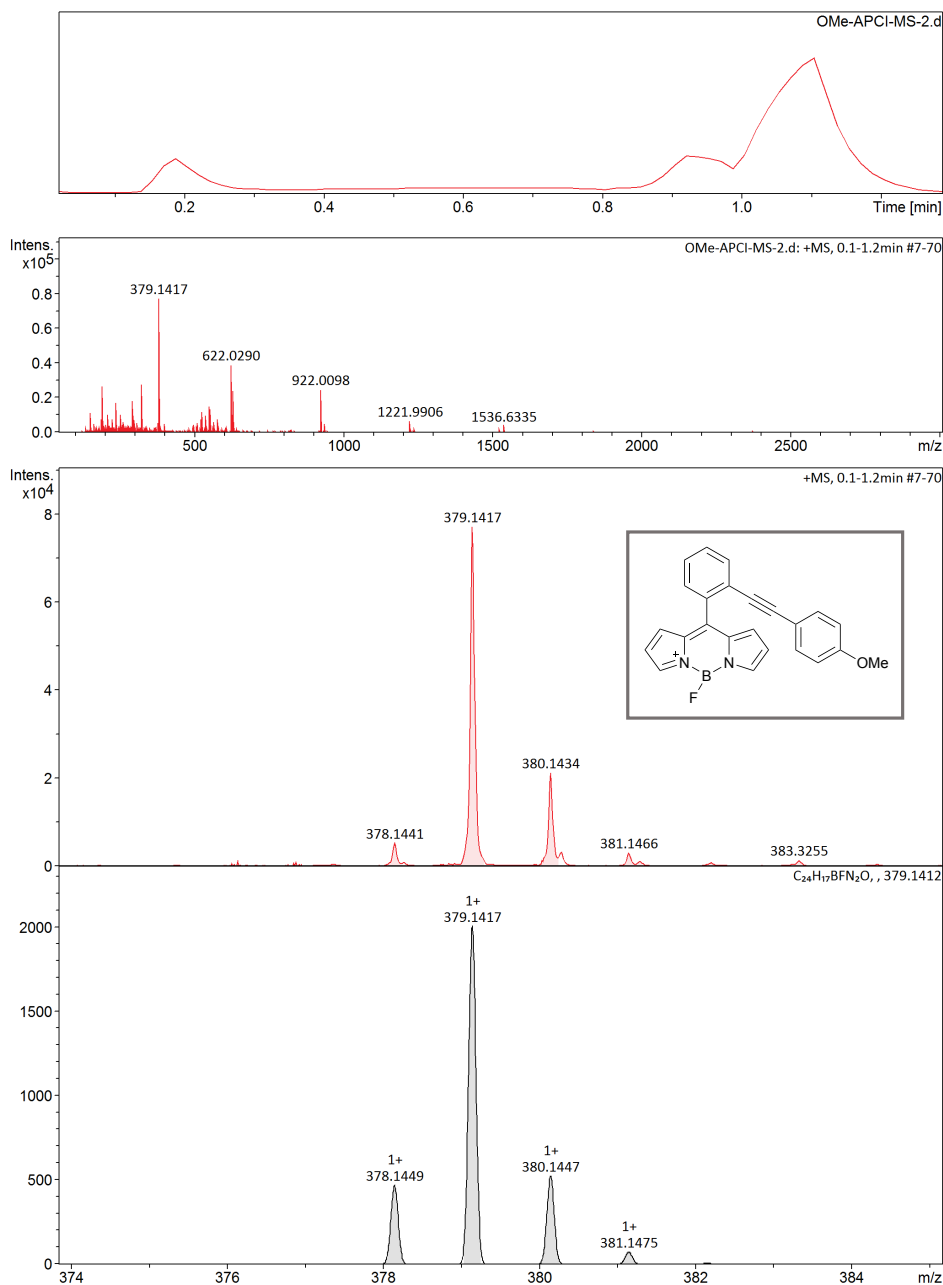 OMe-APCI-MS-2.d
0.2 0.4 0.6 0.8 1.0 Time [min]
Intens.
x10⁵
OMe-APCI-MS-2.d: +MS, 0.1-1.2min #7-70
379.1417
0.8
0.6
622.0290
0.4
922.0098
0.2
1221.9906
1536.6335
0.0
500 1000 1500 2000 2500 m/z
Intens.
x10⁴
+MS, 0.1-1.2min #7-70
379.1417
8
6
+
N
B
N
F
OMe
4
380.1434
2
378.1441
381.1466
383.3255
0
C₂₄H₁₇BFN₂O, , 379.1412
1+
379.1417
2000
1500
1000
1+
378.1449
1+
380.1447
500
1+
381.1475
0
374 376 378 380 382 384 m/z